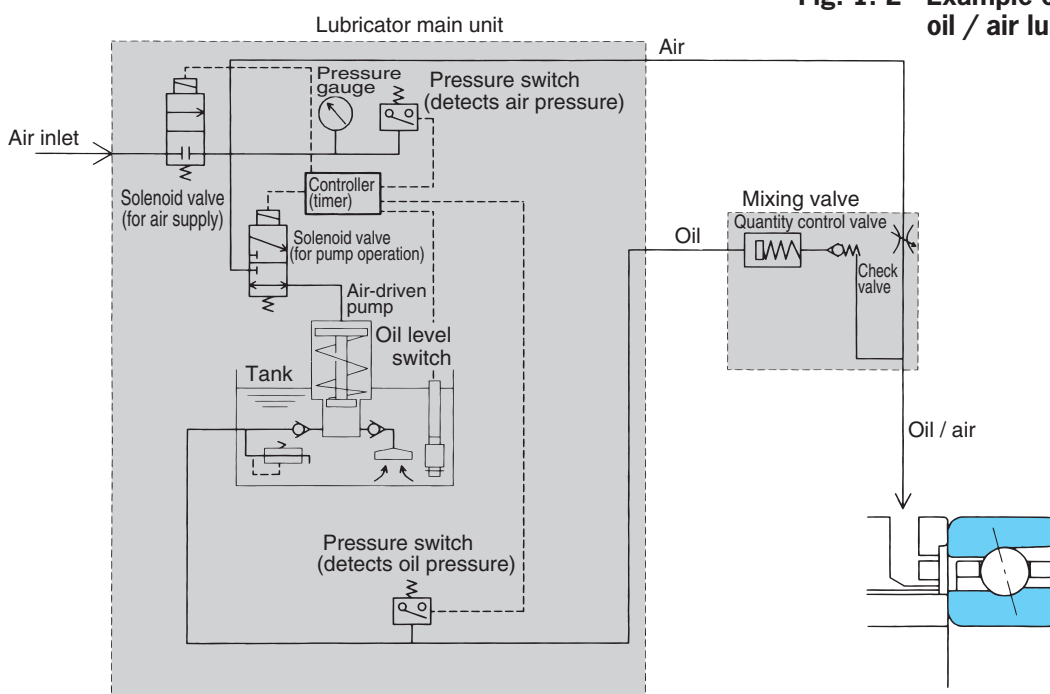 Fig. 1. 2 Example
oil / air
Lubricator main unit
Air
Pressure
gauge
Pressure switch
(detects air pressure)
Air inlet
Solenoid valve
(for air supply)
Controller
(timer)
Solenoid valve
(for pump operation)
Mixing valve
Quantity control valve
Oil
Check
valve
Air-driven
pump
Oil level
switch
Tank
Oil / air
Pressure switch
(detects oil pressure)